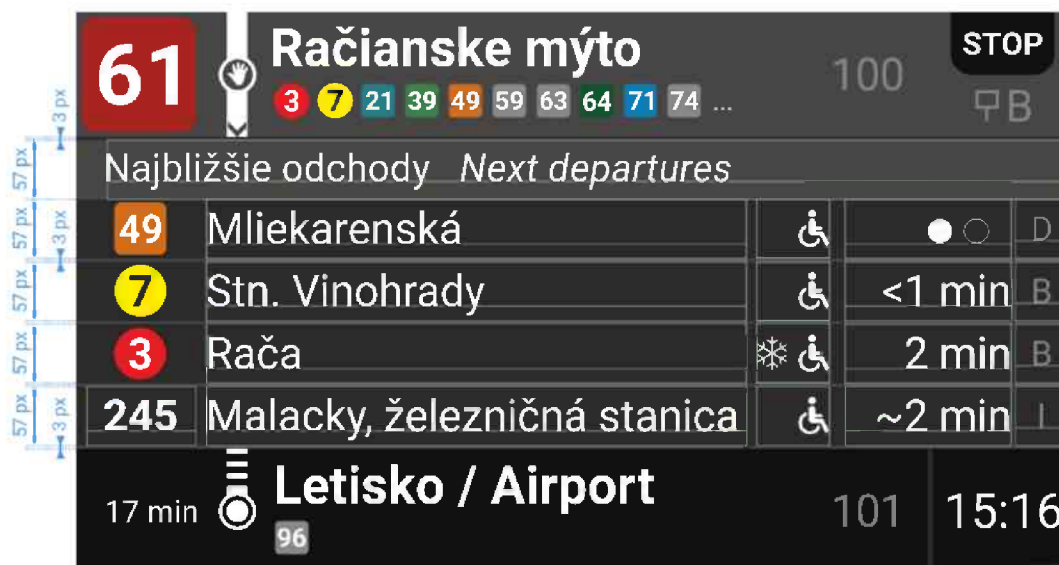 61 Račianske mýto 100 STOP
3 7 21 39 49 59 63 64 71 74 ... B
3 px
57 px Najbližšie odchody Next departures
57 px 3 px 49 Mliekarenská D
57 px 7 Stn. Vinohrady <1 min B
57 px 3 Rača 2 min B
57 px 3 px 245 Malacky, železničná stanica ~2 min I
17 min Letisko / Airport 101 15:16
96